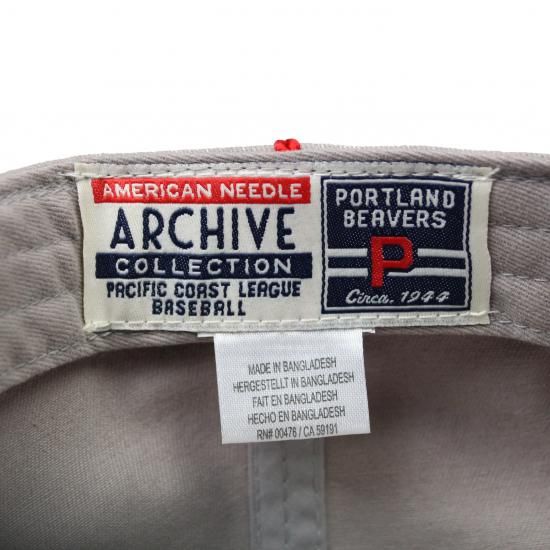 AMERICAN NEEDLE
ARCHIVE
COLLECTION
PACIFIC COAST LEAGUE
BASEBALL
PORTLAND
BEAVERS
P
Circa. 1944
MADE IN BANGLADESH
HERGESTELLT IN BANGLADESH
FAIT EN BANGLADESH
HECHO EN BANGLADESH
RN# 00476 / CA 59191